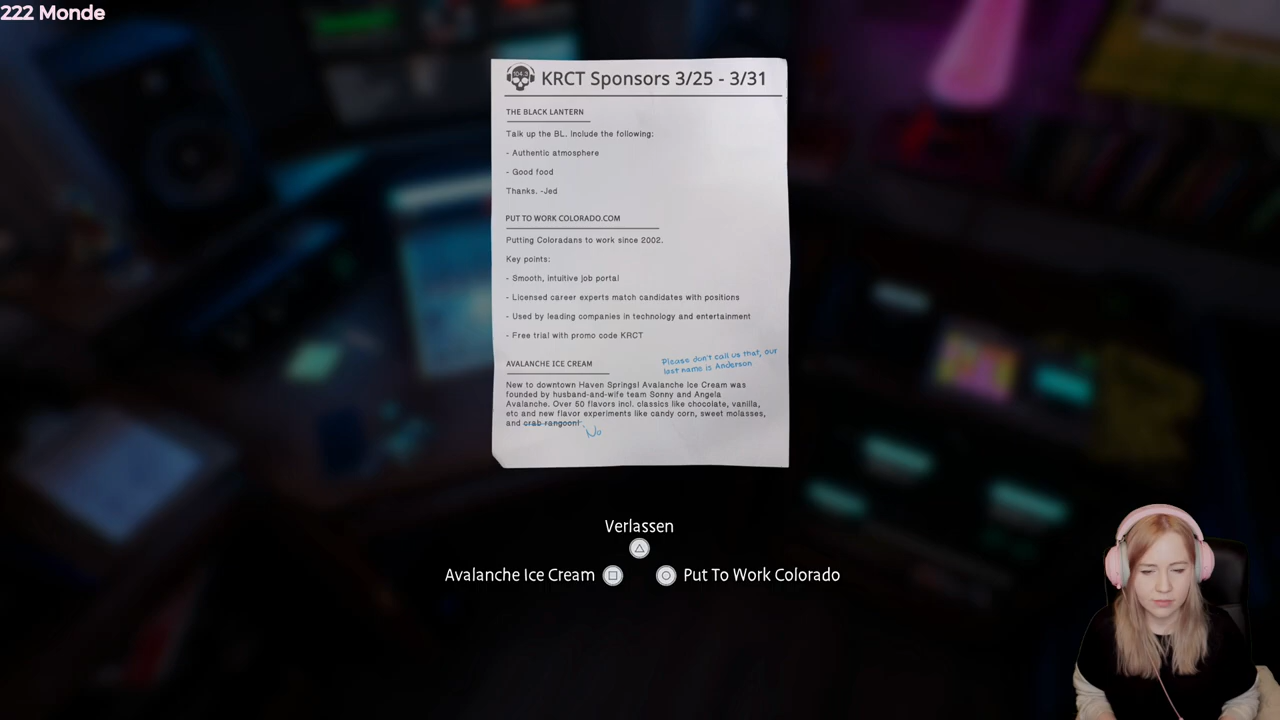 222 Monde
KRCT Sponsors 3/25 - 3/31
THE BLACK LANTERN
Talk up the BL. Include the following:
- Authentic atmosphere
- Good food
Thanks. -Jed
PUT TO WORK COLORADO.COM
Putting Coloradans to work since 2002.
Key points:
- Smooth, intuitive job portal
- Licensed career experts match candidates with positions
- Used by leading companies in technology and entertainment
- Free trial with promo code KRCT
Please don't call us that, our
last name is Anderson
AVALANCHE ICE CREAM
New to downtown Haven Springs! Avalanche Ice Cream was
founded by husband-and-wife team Sonny and Angela
Avalanche. Over 50 flavors incl. classics like chocolate, vanilla,
etc and new flavor experiments like candy corn, sweet molasses,
and crab rangoon!
No
Verlassen
Avalanche Ice Cream
Put To Work Colorado